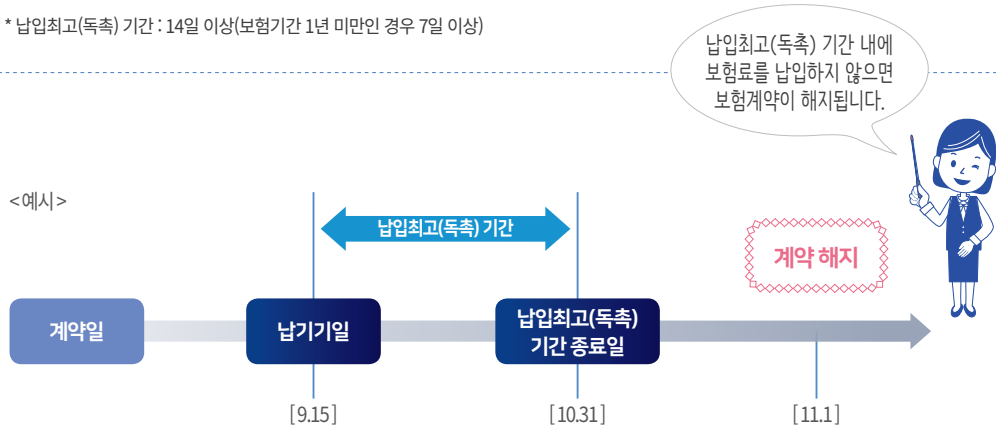 * 납입최고(독촉) 기간 : 14일 이상(보험기간 1년 미만인 경우 7일 이상)
납입최고(독촉) 기간 내에
보험료를 납입하지 않으면
보험계약이 해지됩니다.
<예시>
납입최고(독촉) 기간
계약 해지
계약일
납기기일
납입최고(독촉)
기간 종료일
[9.15]
[10.31]
[11.1]